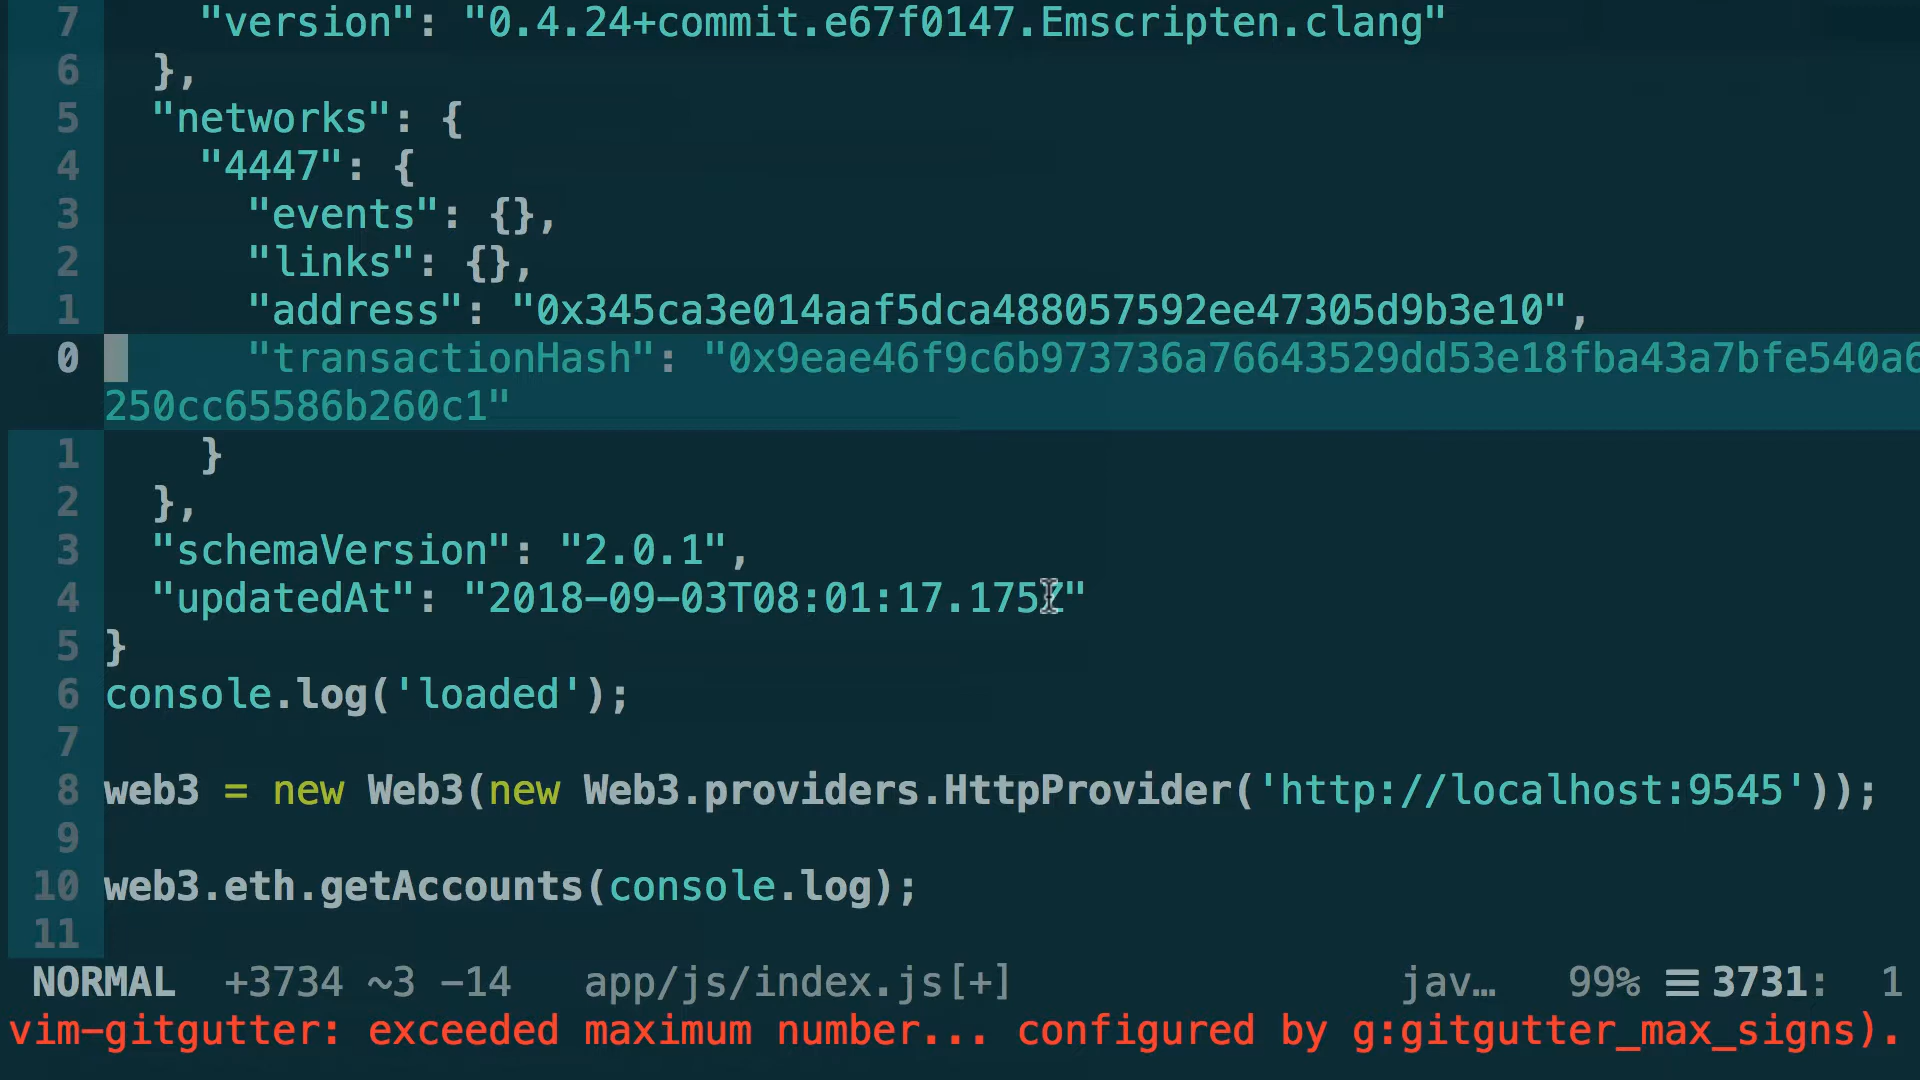 7     "version": "0.4.24+commit.e67f0147.Emscripten.clang"
6   },
5   "networks": {
4     "4447": {
3       "events": {},
2       "links": {},
1       "address": "0x345ca3e014aaf5dca488057592ee47305d9b3e10",
0       "transactionHash": "0x9eae46f9c6b973736a76643529dd53e18fba43a7bfe540a6
250cc65586b260c1"
1     }
2   },
3   "schemaVersion": "2.0.1",
4   "updatedAt": "2018-09-03T08:01:17.175Z"
5 }
6 console.log('loaded');
7
8 web3 = new Web3(new Web3.providers.HttpProvider('http://localhost:9545'));
9
10 web3.eth.getAccounts(console.log);
11
NORMAL +3734 ~3 -14 app/js/index.js[+] jav… 99% ☰ 3731: 1
vim-gitgutter: exceeded maximum number... configured by g:gitgutter_max_signs).